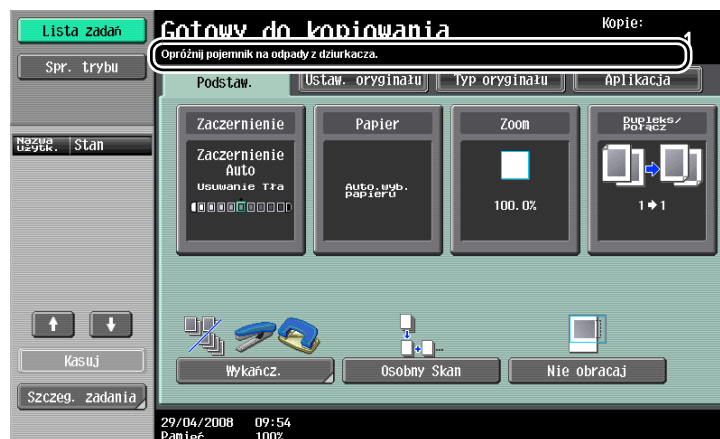 Lista zadań
Spr. trybu
Gotowy do kopiowania
Kopie:
1
Opróżnij pojemnik na odpady z dziurkacza.
Podstaw.
Ustaw. oryginału
Typ oryginału
Aplikacja
Nazwa użytk.
Stan
Zaczernienie
Papier
Zoom
Dupleks/
Połącz
Zaczernienie
Auto
Usuwanie Tła
Auto.wyb.
papieru
100.0%
1 → 1
Kasuj
Szczeg. zadania
Wykańcz.
Osobny Skan
Nie obracaj
29/04/2008 09:54
Pamięć 100%